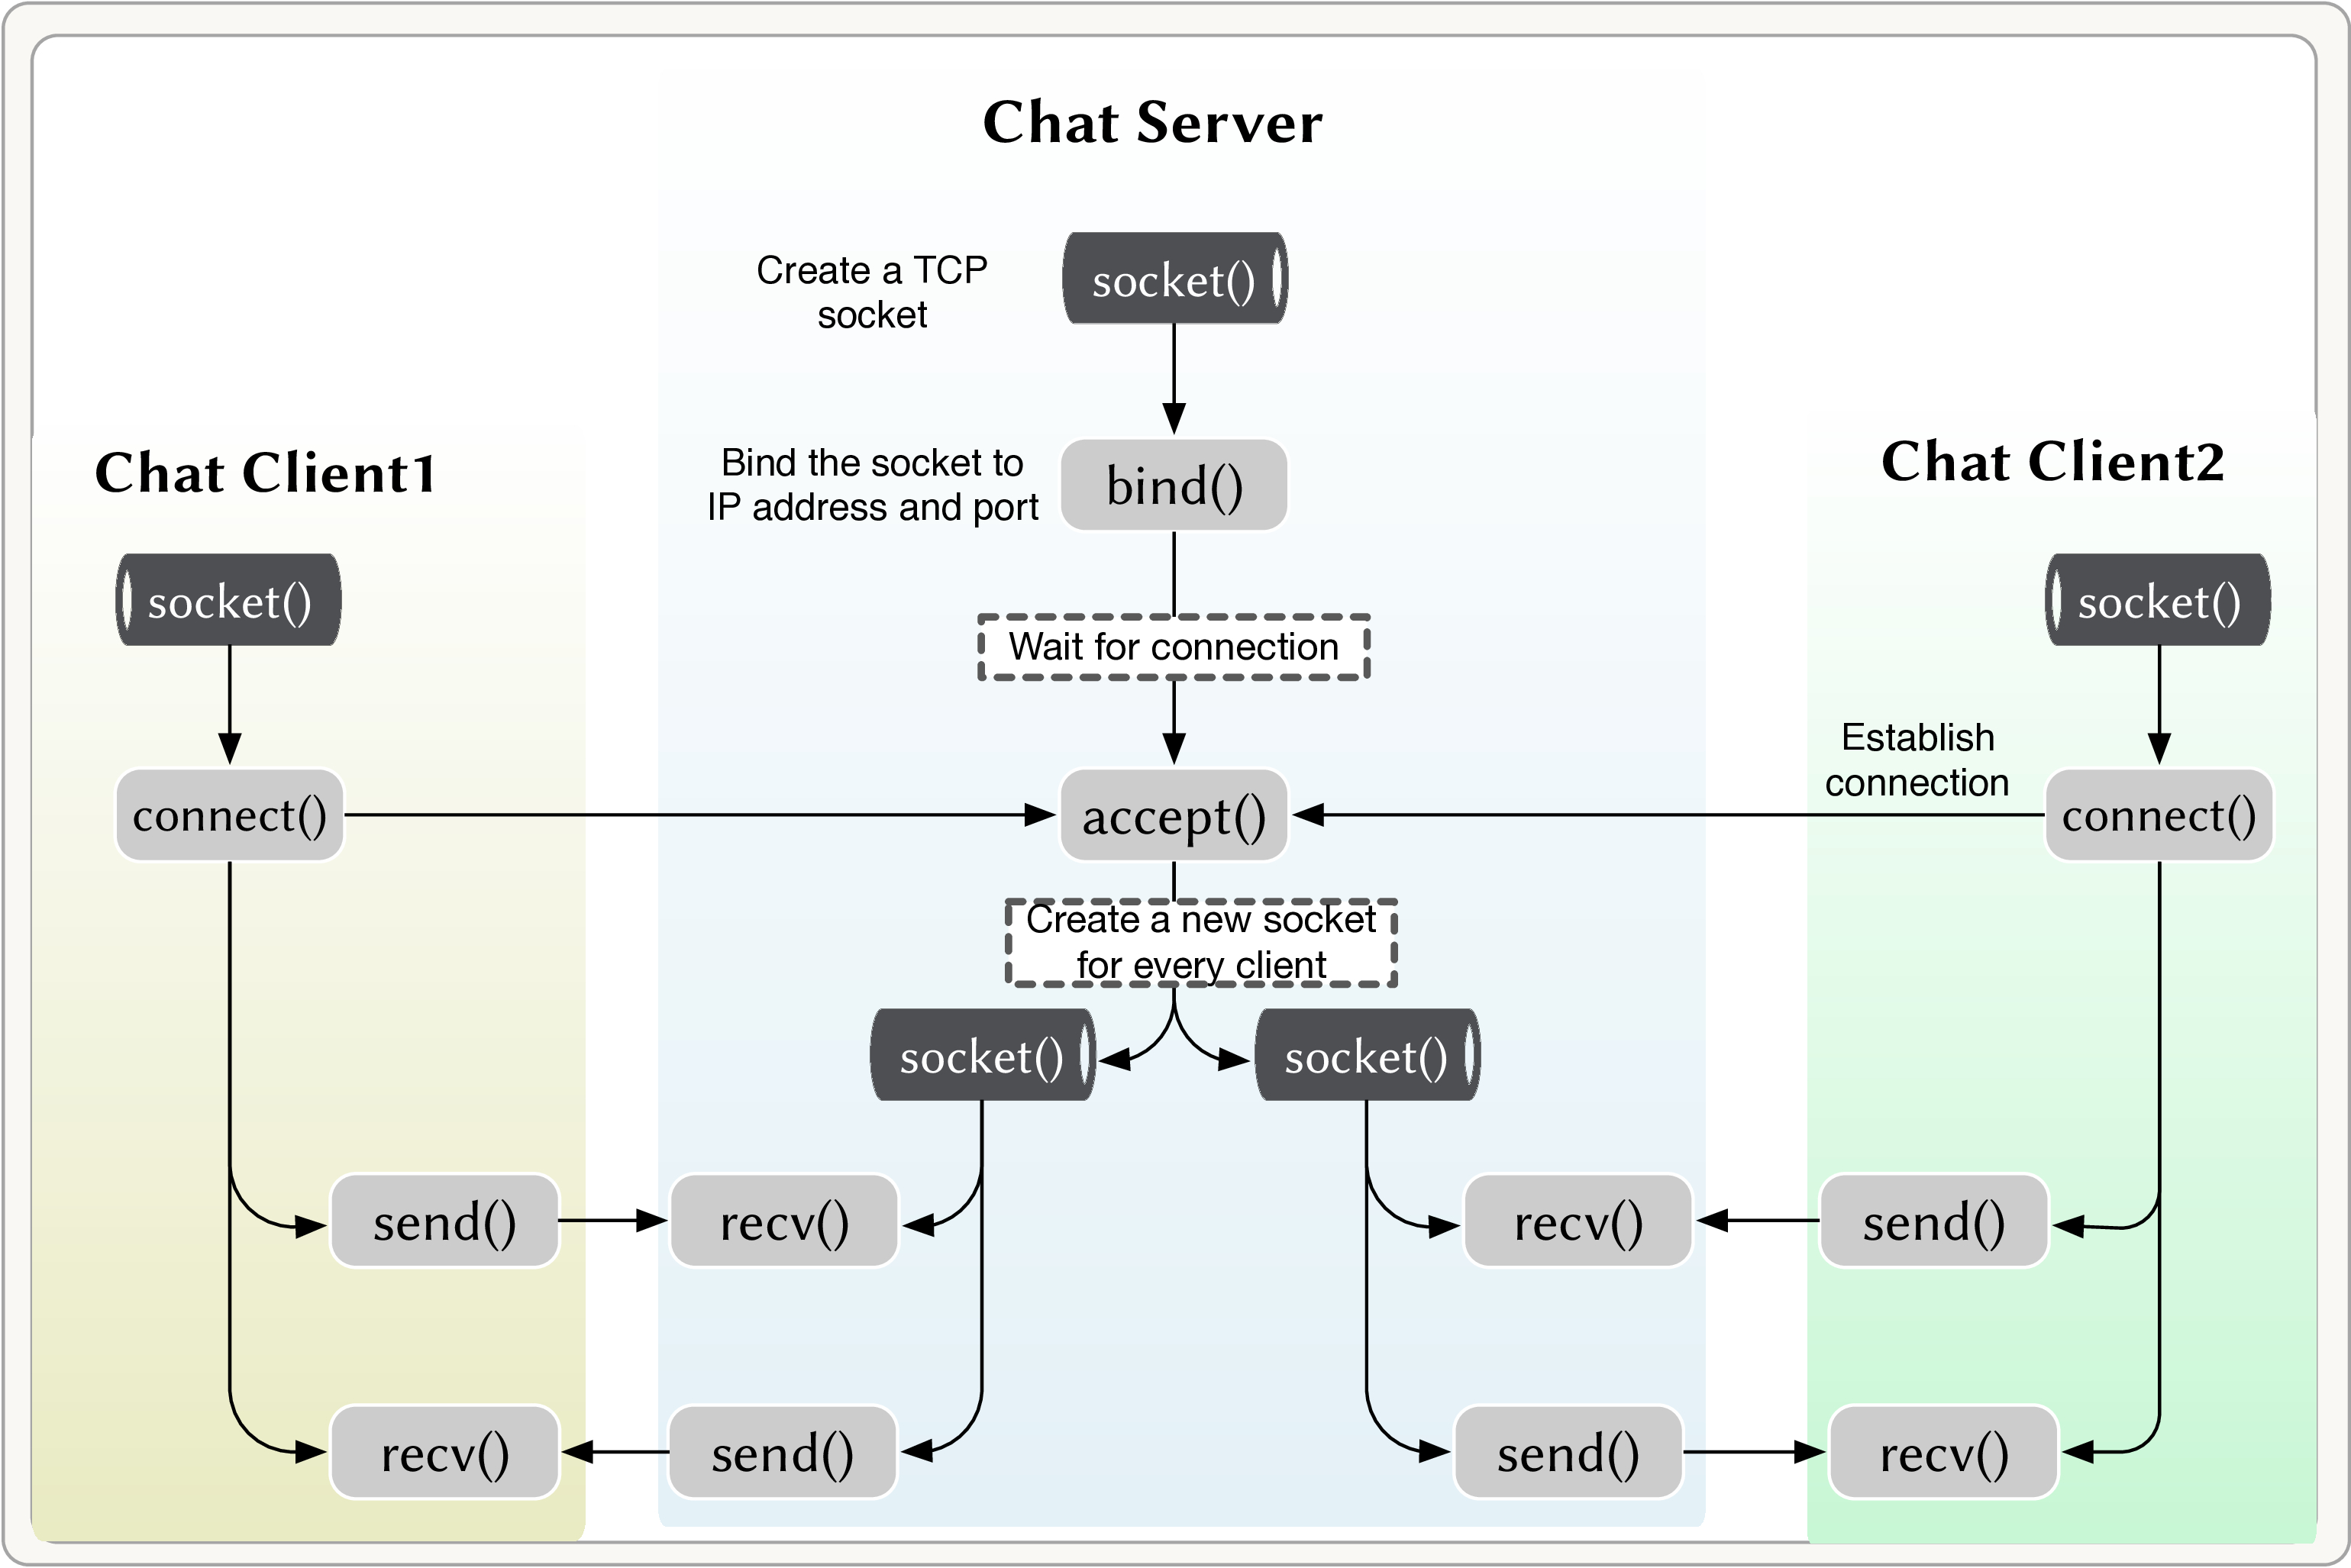 Chat Server
Create a TCP
socket
socket()
Bind the socket to
IP address and port
bind()
Chat Client1
Chat Client2
socket()
socket()
Wait for connection
Establish
connection
connect()
accept()
connect()
Create a new socket
for every client
socket()
socket()
send()
recv()
recv()
send()
recv()
send()
send()
recv()